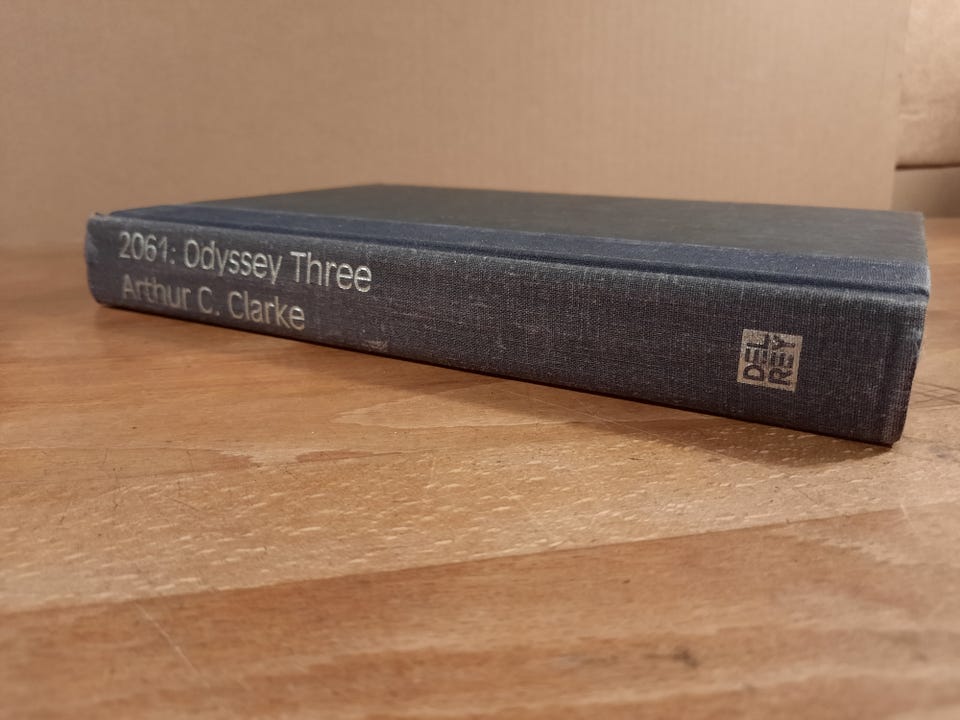 2061: Odyssey Three
Arthur C. Clarke
DEL
REY